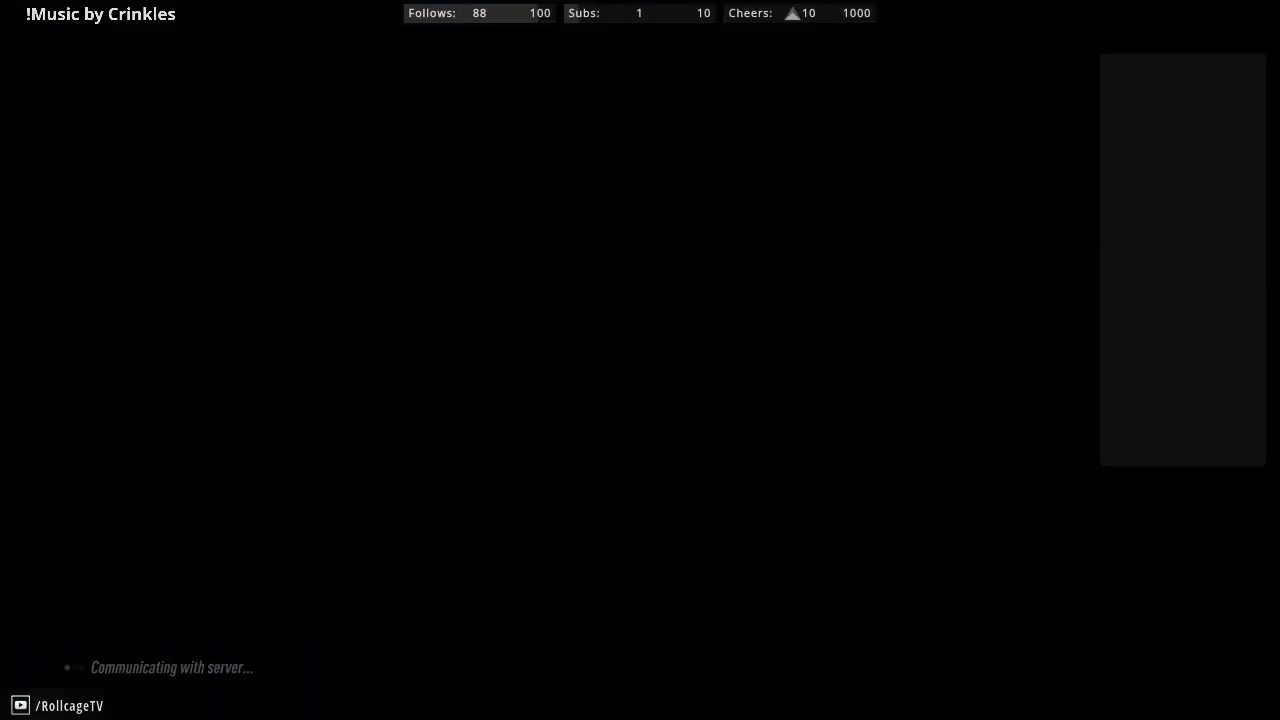 !Music by Crinkles
Follows: 88 100 Subs: 1 10 Cheers: 10 1000
Communicating with server...
/RollcageTV